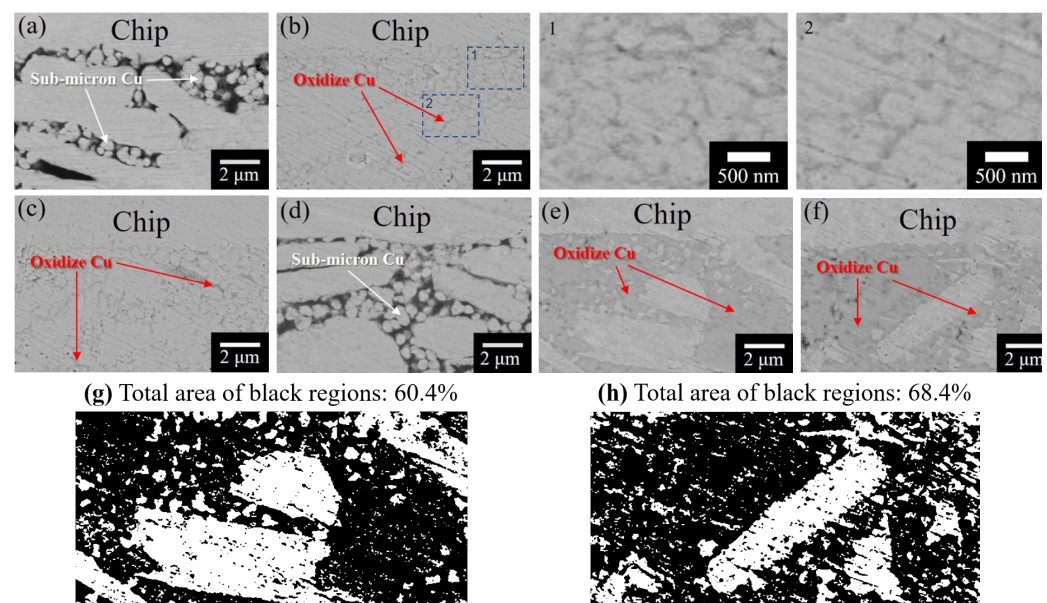 (a) Chip
Sub-micron Cu
2 μm
(b) Chip
Oxidize Cu
1
2
2 μm
1
500 nm
2
500 nm
(c) Chip
Oxidize Cu
2 μm
(d) Chip
Sub-micron Cu
2 μm
(e) Chip
Oxidize Cu
2 μm
(f) Chip
Oxidize Cu
2 μm
(g) Total area of black regions: 60.4%
(h) Total area of black regions: 68.4%